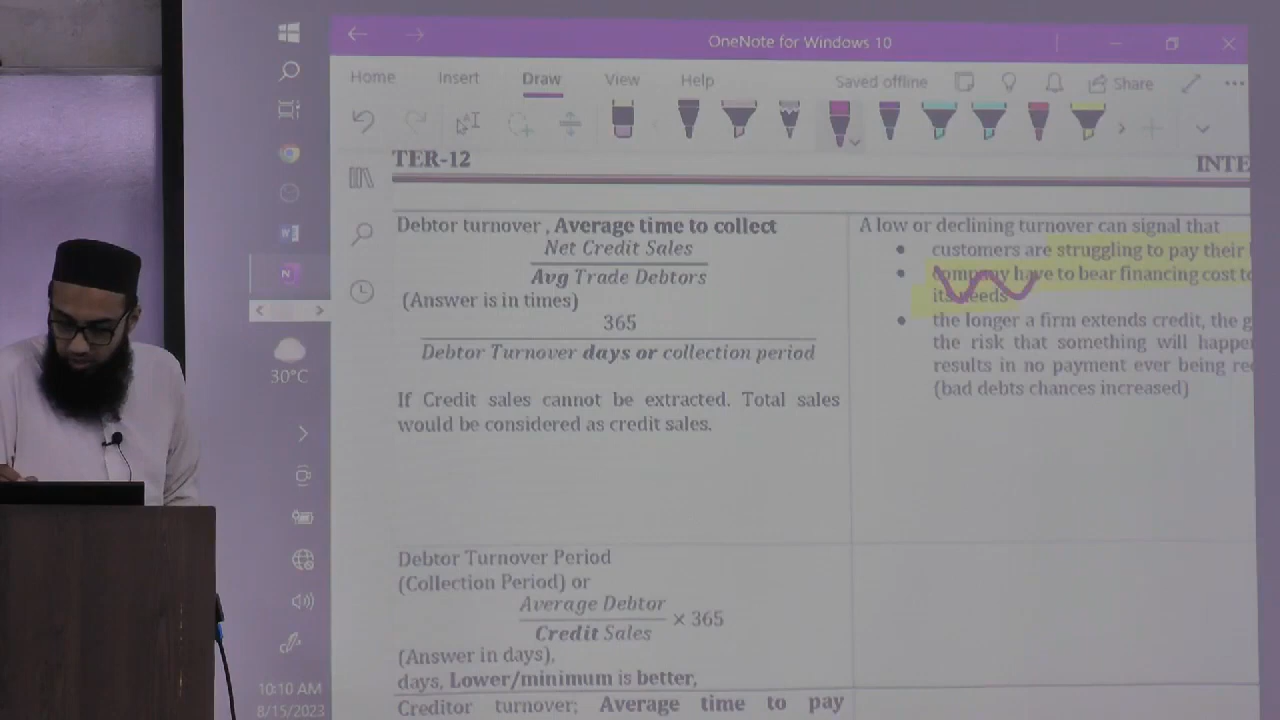 OneNote for Windows 10
Home Insert Draw View Help Saved offline Share
TER-12 INTE
Debtor turnover, Average time to collect
Net Credit Sales
Avg Trade Debtors
(Answer is in times)
365
Debtor Turnover days or collection period
If Credit sales cannot be extracted. Total sales
would be considered as credit sales.
A low or declining turnover can signal that
• customers are struggling to pay their
• company have to bear financing cost to
its needs
• the longer a firm extends credit, the g
the risk that something will happe
results in no payment ever being re
(bad debts chances increased)
Debtor Turnover Period
(Collection Period) or
Average Debtor
Credit Sales
× 365
(Answer in days),
days, Lower/minimum is better,
Creditor turnover; Average time to pay
30°C
10:10 AM
8/15/2023